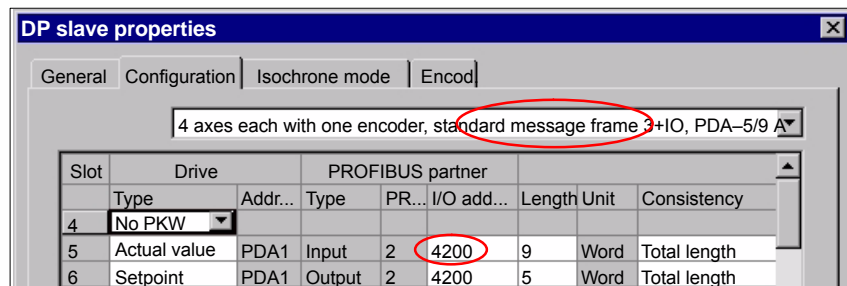 DP slave properties
General Configuration Isochrone mode Encod
4 axes each with one encoder, standard message frame 3+IO, PDA–5/9 A
Slot Drive PROFIBUS partner
Type Addr... Type PR... I/O add... Length Unit Consistency
4 No PKW
5 Actual value PDA1 Input 2 4200 9 Word Total length
6 Setpoint PDA1 Output 2 4200 5 Word Total length